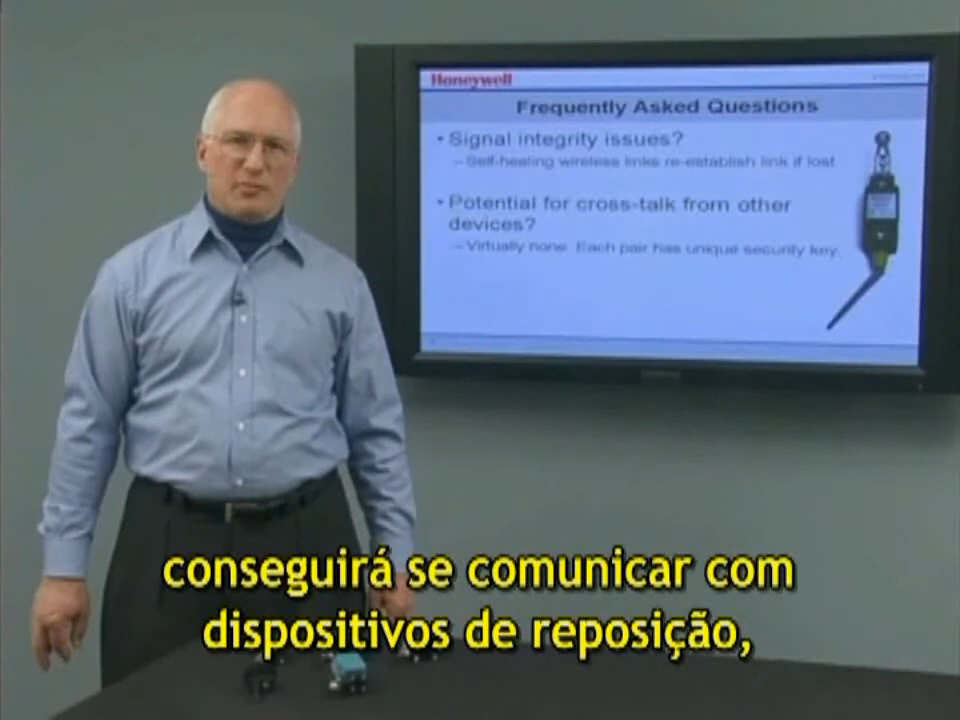 Honeywell
Frequently Asked Questions
• Signal integrity issues?
–Self-healing wireless links re-establish link if lost
• Potential for cross-talk from other
devices?
–Virtually none. Each pair has unique security key.
conseguirá se comunicar com
dispositivos de reposição,